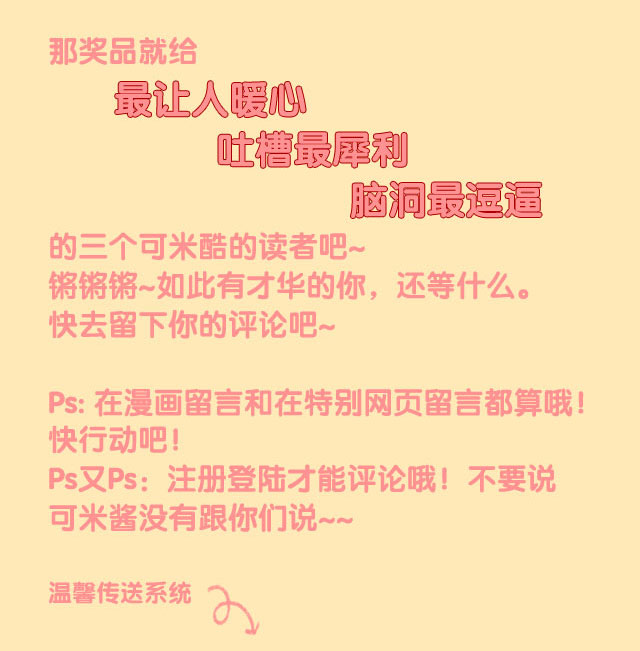 那奖品就给
最让人暖心
吐槽最犀利
脑洞最逗逼
的三个可米酷的读者吧~
锵锵锵~如此有才华的你，还等什么。
快去留下你的评论吧~
Ps: 在漫画留言和在特别网页留言都算哦！
快行动吧！
Ps又Ps：注册登陆才能评论哦！不要说
可米酱没有跟你们说~~
温馨传送系统